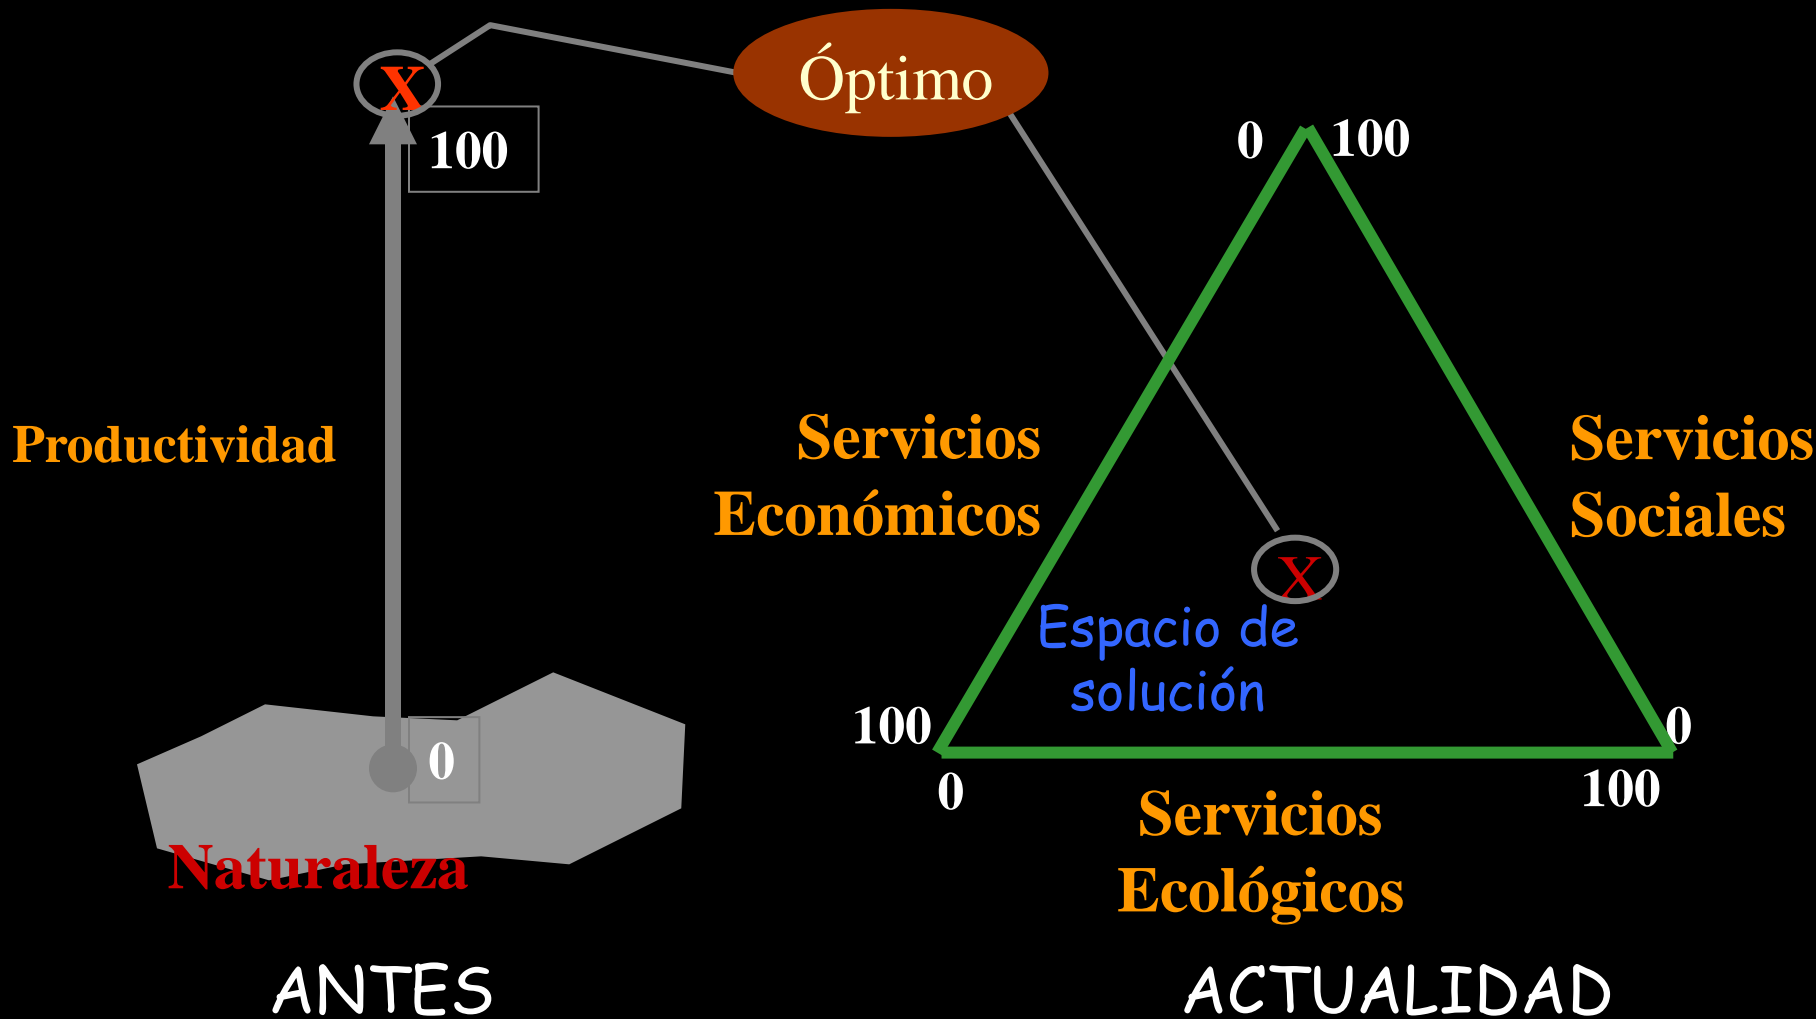 X
Óptimo
100
0
100
Productividad
Servicios
Económicos
Servicios
Sociales
X
Espacio de
solución
100
0
0
0
100
Servicios
Ecológicos
Naturaleza
ANTES
ACTUALIDAD